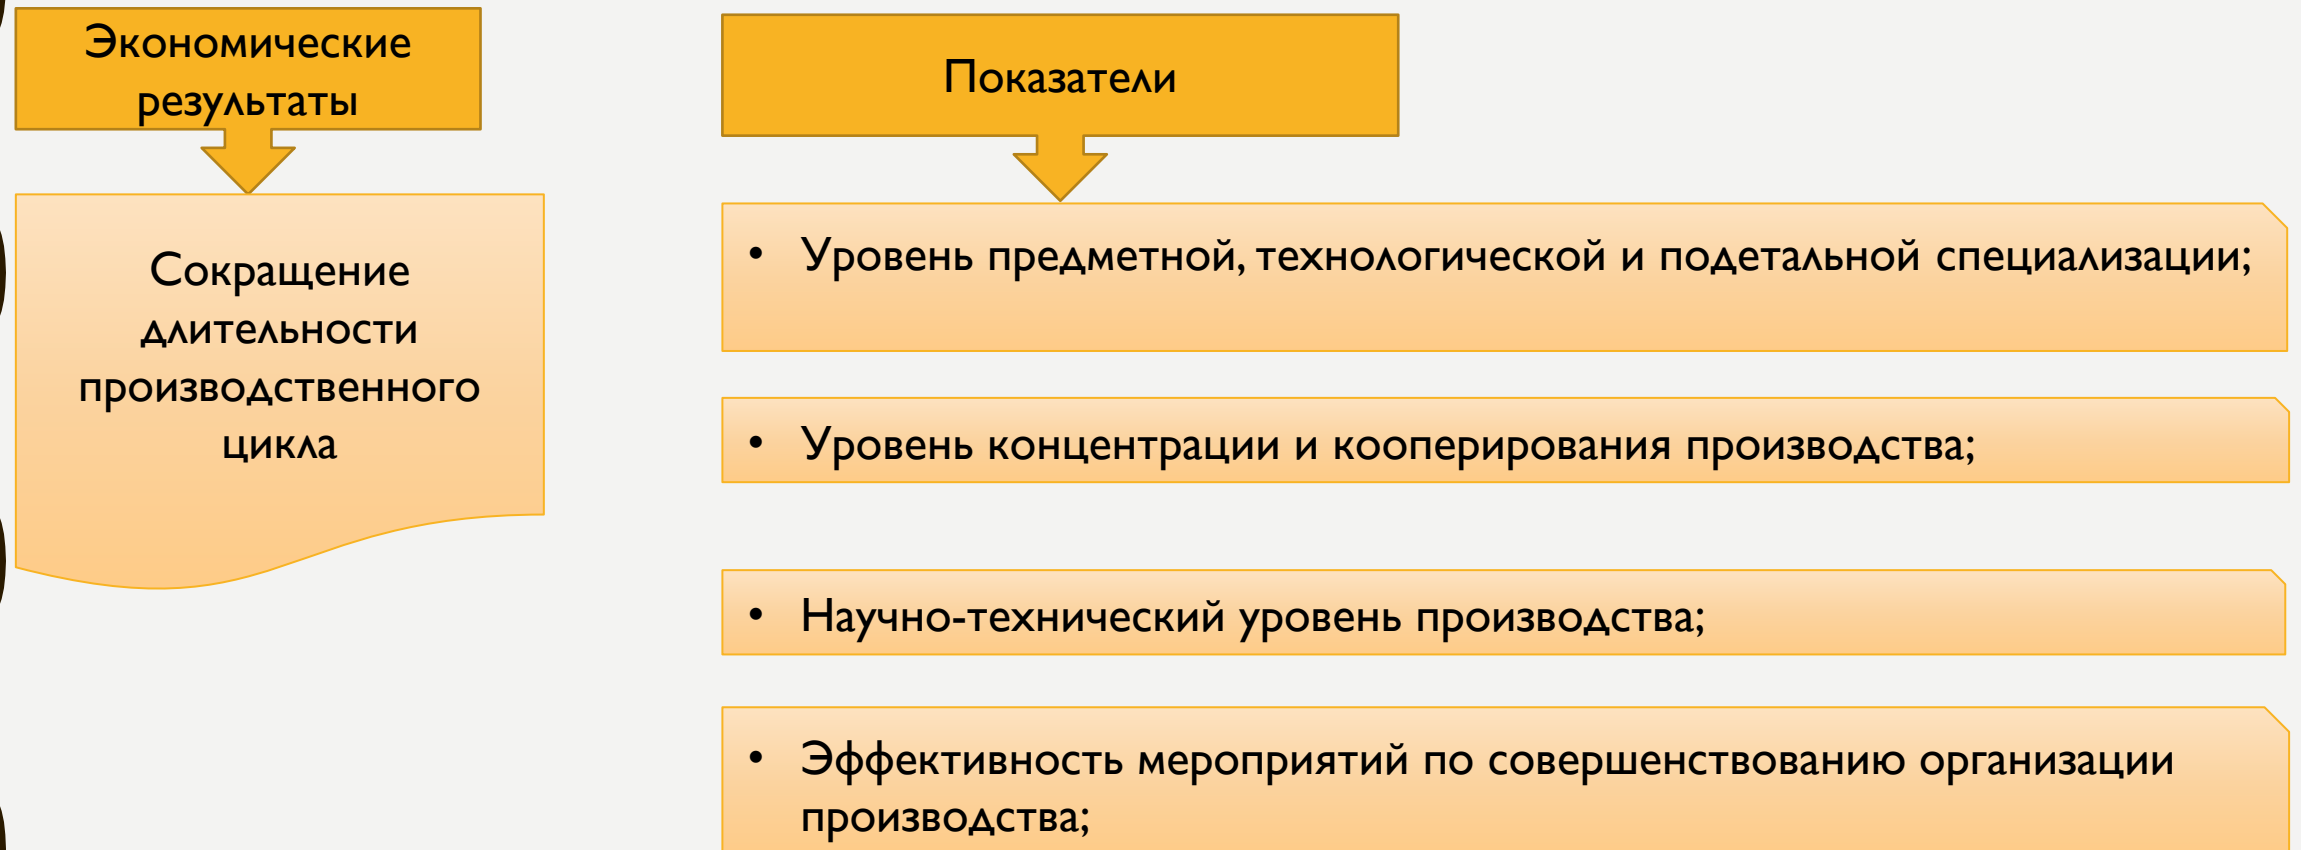 Экономические
результаты
Показатели
Сокращение
длительности
производственного
цикла
• Уровень предметной, технологической и подетальной специализации;
• Уровень концентрации и кооперирования производства;
• Научно-технический уровень производства;
• Эффективность мероприятий по совершенствованию организации
производства;